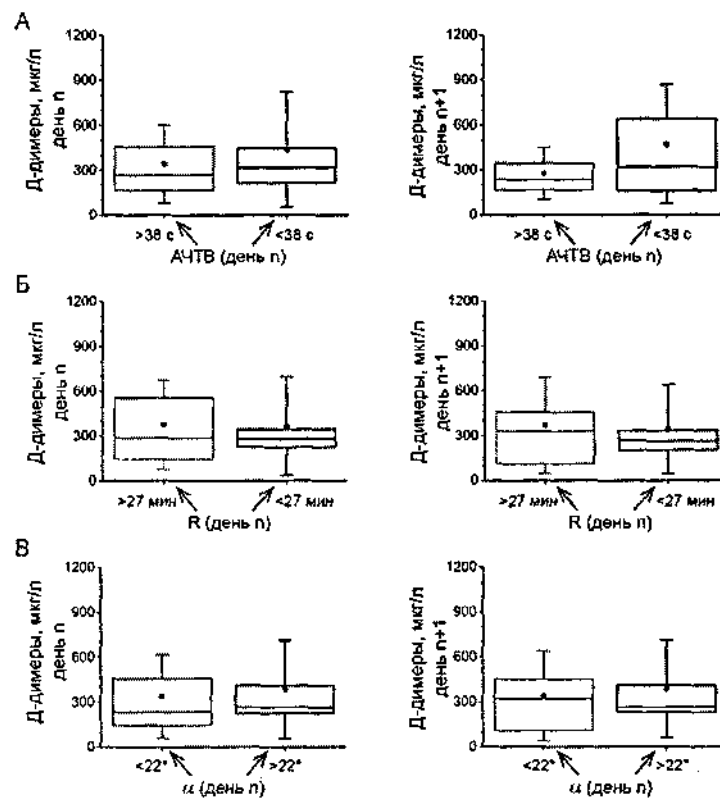 А
Д-димеры, мкг/л
день n
1200
900
600
300
0
>38 с
<38 с
АЧТВ (день n)
Д-димеры, мкг/л
день n+1
1200
900
600
300
0
>38 с
<38 с
АЧТВ (день n)
Б
Д-димеры, мкг/л
день n
1200
900
600
300
0
>27 мин
<27 мин
R (день n)
Д-димеры, мкг/л
день n+1
1200
900
600
300
0
>27 мин
<27 мин
R (день n)
В
Д-димеры, мкг/л
день n
1200
900
600
300
0
<22°
>22°
α (день n)
Д-димеры, мкг/л
день n+1
1200
900
600
300
0
<22°
>22°
α (день n)